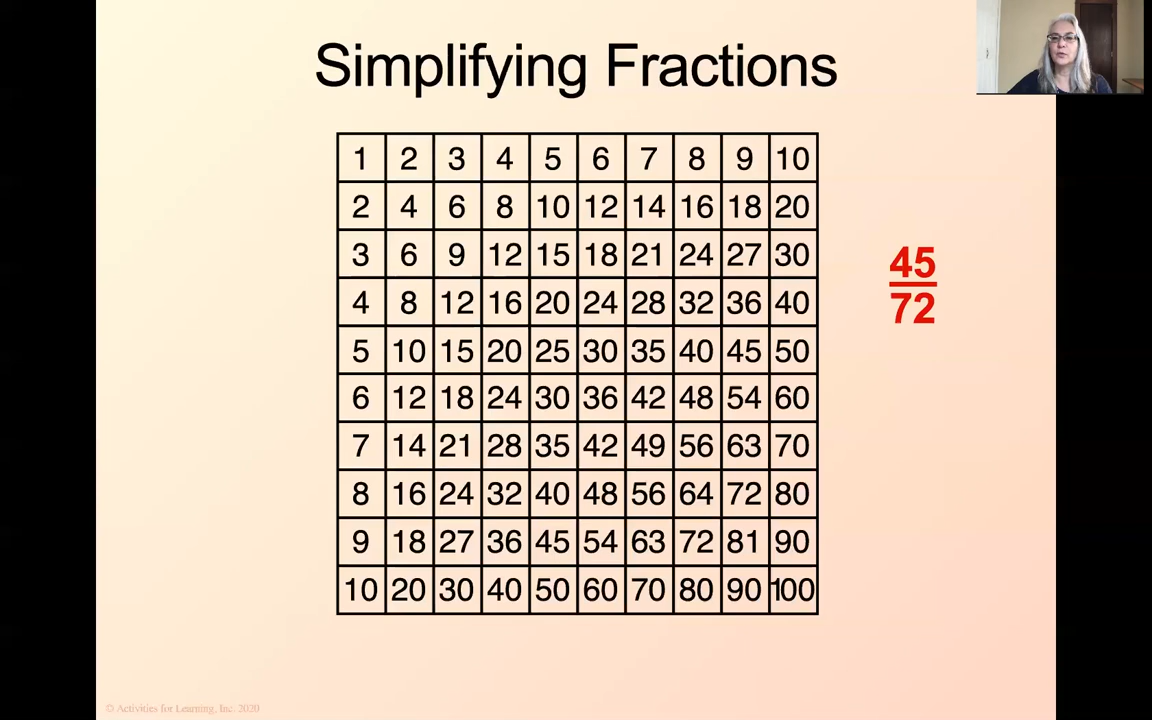 Simplifying Fractions
1 2 3 4 5 6 7 8 9 10
2 4 6 8 10 12 14 16 18 20
3 6 9 12 15 18 21 24 27 30
4 8 12 16 20 24 28 32 36 40
5 10 15 20 25 30 35 40 45 50
6 12 18 24 30 36 42 48 54 60
7 14 21 28 35 42 49 56 63 70
8 16 24 32 40 48 56 64 72 80
9 18 27 36 45 54 63 72 81 90
10 20 30 40 50 60 70 80 90 100
45
72
© Activities for Learning, Inc. 2020